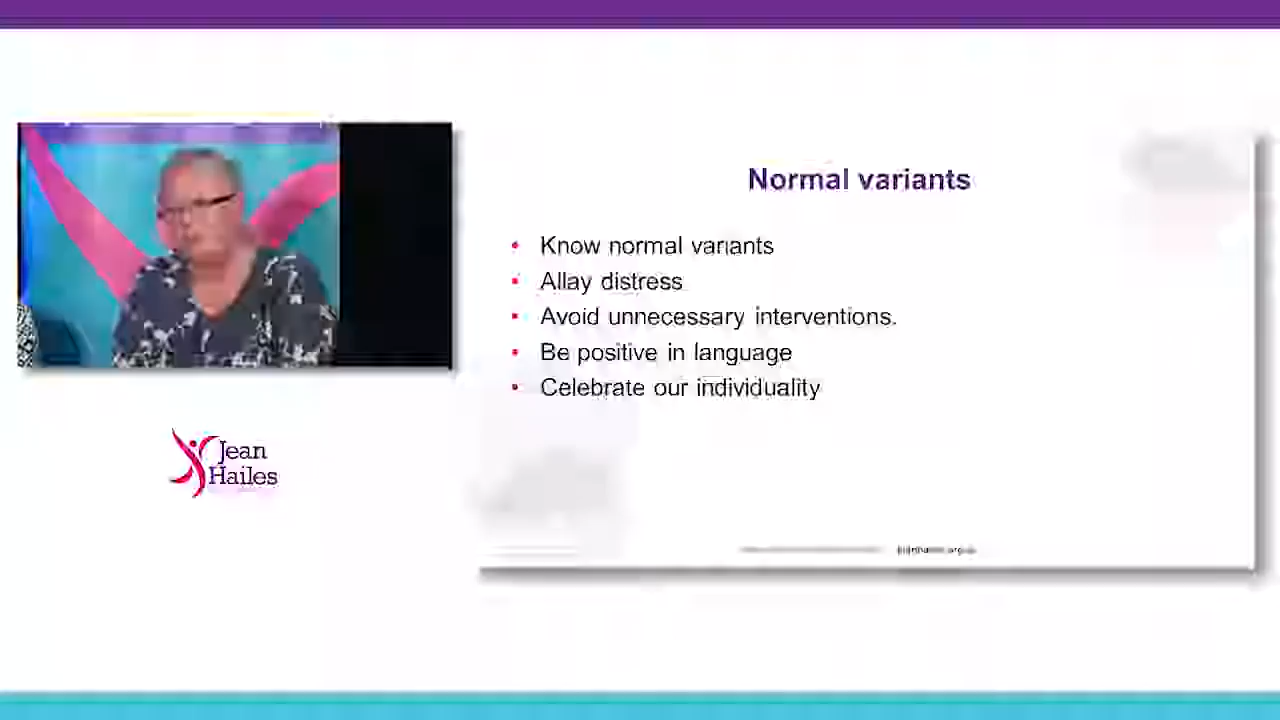 Normal variants
Know normal variants
Allay distress
Avoid unnecessary interventions.
Be positive in language
Celebrate our individuality
Jean
Hailes